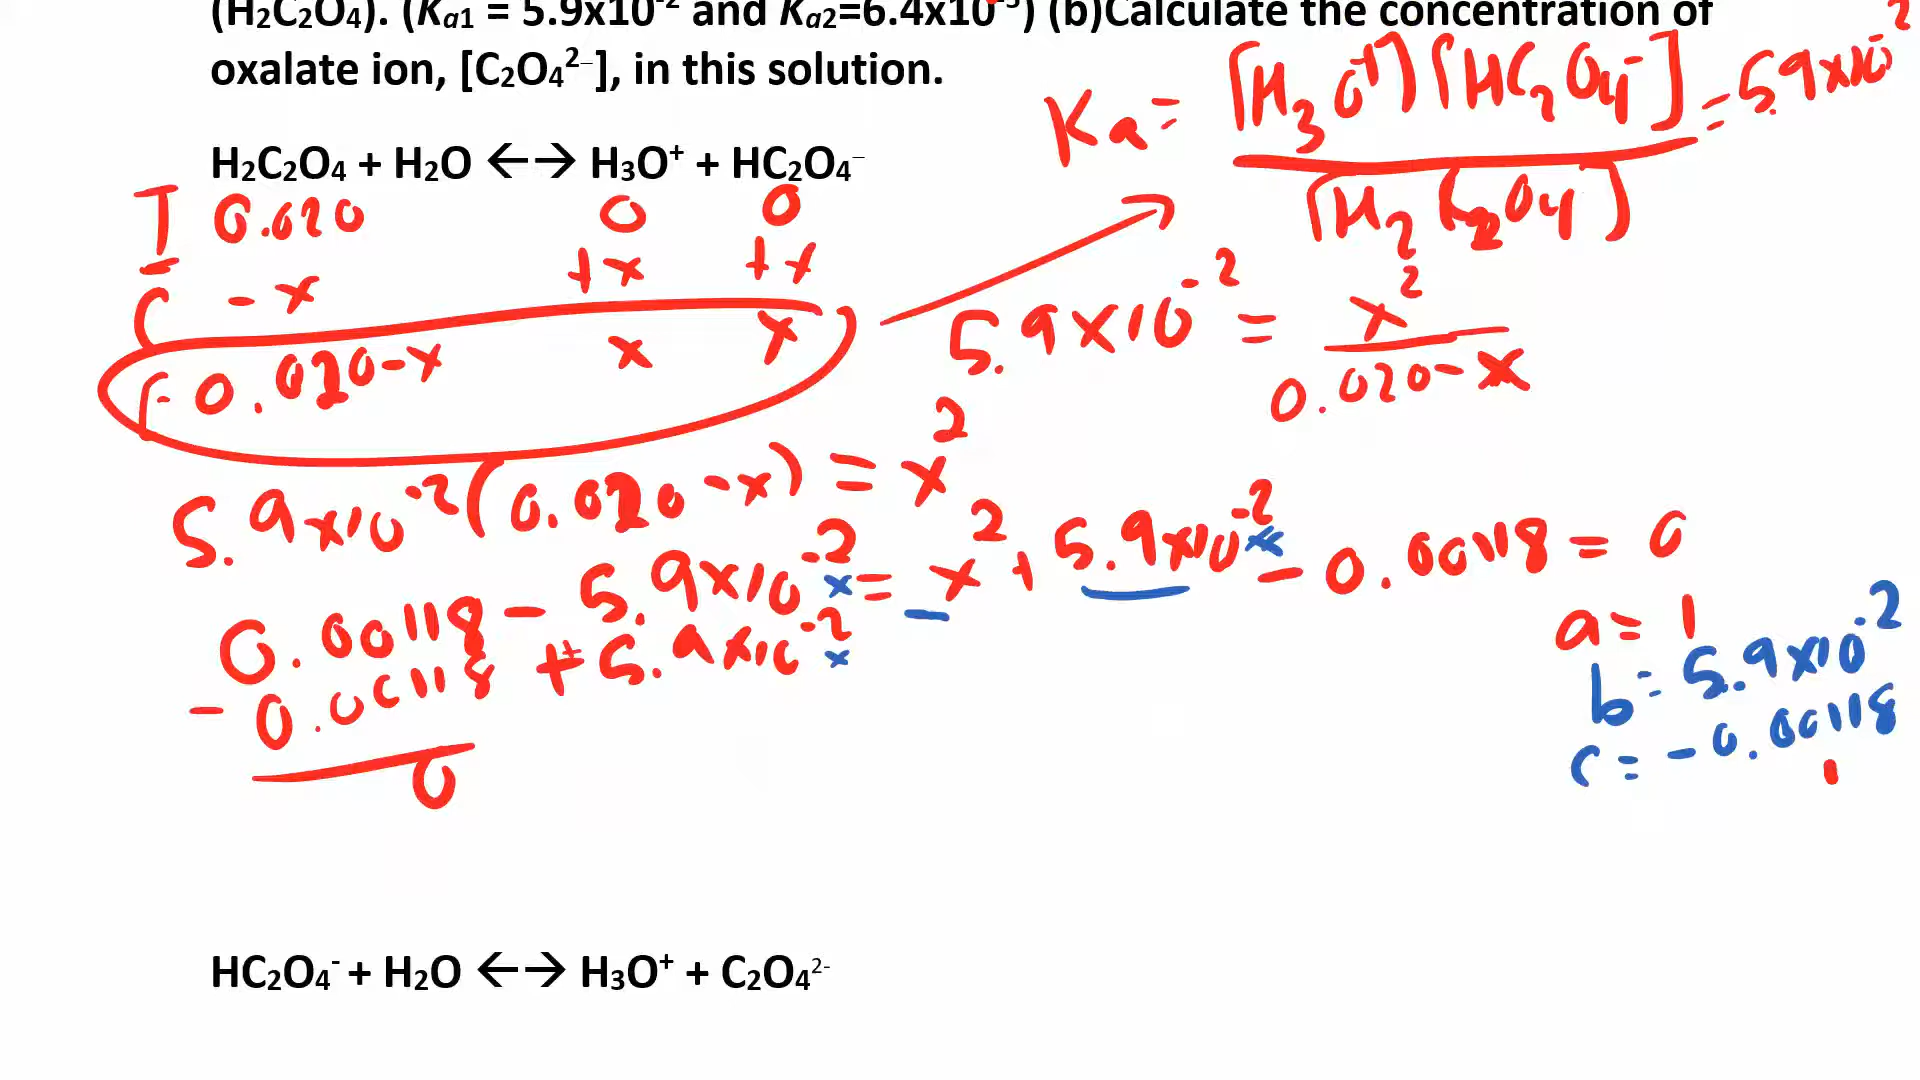 (H₂C₂O₄). (Ka1 = 5.9x10⁻² and Ka2=6.4x10⁻⁵) (b)Calculate the concentration of
oxalate ion, [C₂O₄²⁻], in this solution.
Ka = [H₃O⁺¹][HC₂O₄⁻] / [H₂C₂O₄] = 5.9x10⁻²
H₂C₂O₄ + H₂O ←→ H₃O⁺ + HC₂O₄⁻
I 0.020 0 0
C -x +x +x
E 0.020-x x x
5.9x10⁻² = x² / 0.020-x
5.9x10⁻²(0.020-x) = x²
0.00118 - 5.9x10⁻²x = x² + 5.9x10⁻²x - 0.00118 = 0
-0.00118 + 5.9x10⁻²x
0
a = 1
b = 5.9x10⁻²
c = -0.00118
HC₂O₄⁻ + H₂O ←→ H₃O⁺ + C₂O₄²⁻